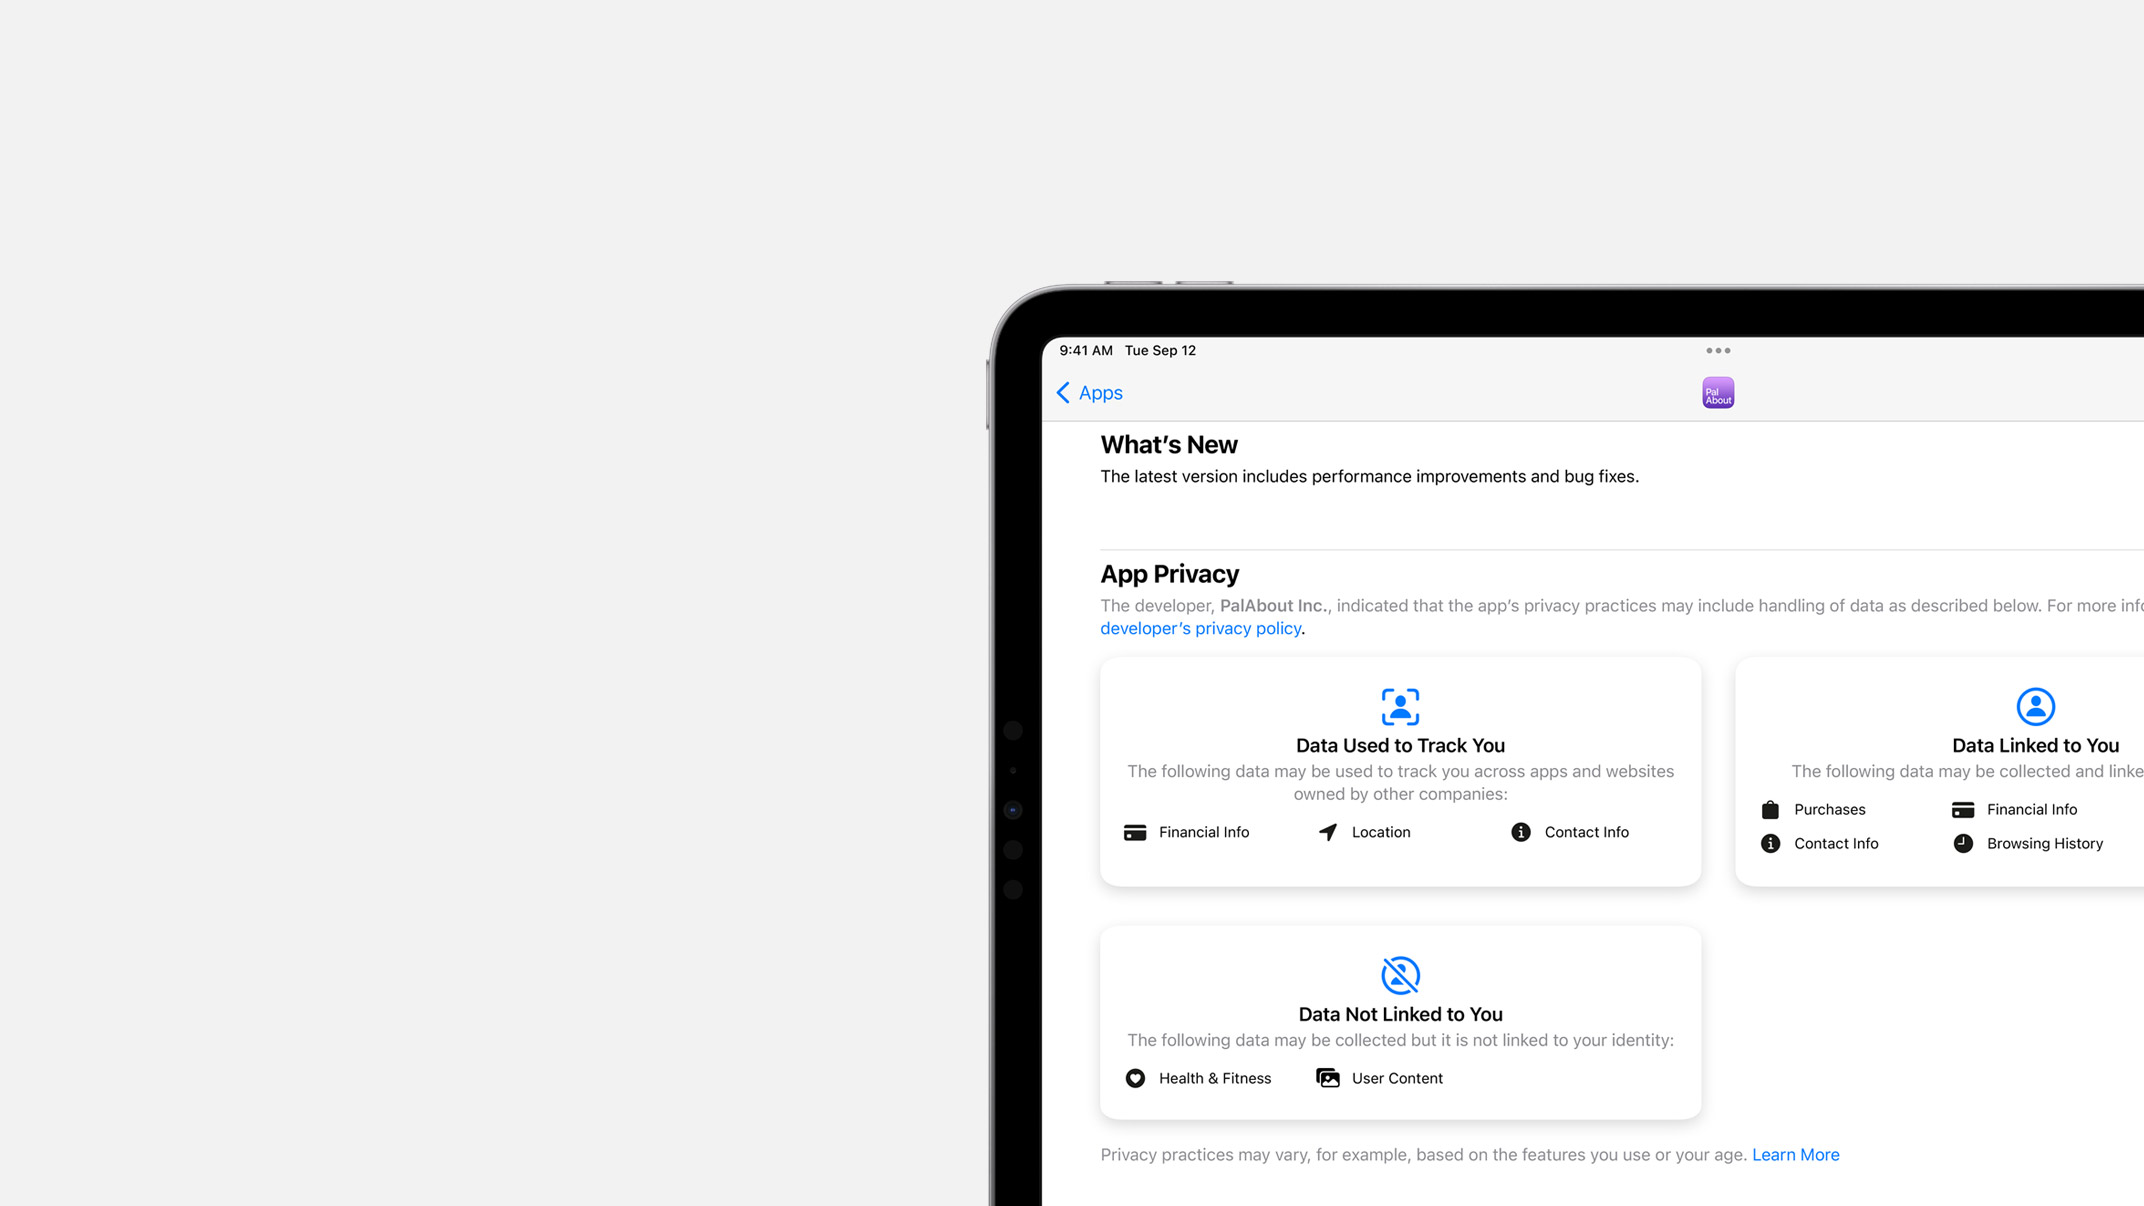 9:41 AM Tue Sep 12
Apps
Pal
About
What’s New
The latest version includes performance improvements and bug fixes.
App Privacy
The developer, PalAbout Inc., indicated that the app’s privacy practices may include handling of data as described below. For more
developer’s privacy policy.
Data Used to Track You
The following data may be used to track you across apps and websites
owned by other companies:
Financial Info
Location
Contact Info
Data Linked to You
The following data may be collected and
Purchases
Financial Info
Contact Info
Browsing History
Data Not Linked to You
The following data may be collected but it is not linked to your identity:
Health & Fitness
User Content
Privacy practices may vary, for example, based on the features you use or your age. Learn More